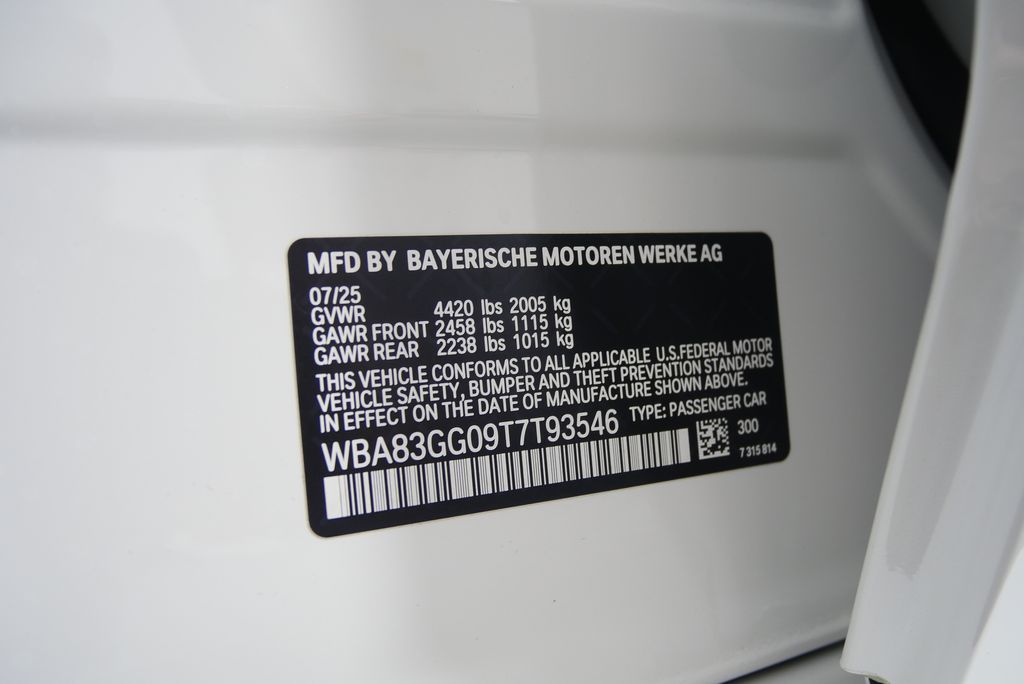 MFD BY BAYERISCHE MOTOREN WERKE AG
07/25
GVWR 4420 lbs 2005 kg
GAWR FRONT 2458 lbs 1115 kg
GAWR REAR 2238 lbs 1015 kg
THIS VEHICLE CONFORMS TO ALL APPLICABLE U.S.FEDERAL MOTOR
VEHICLE SAFETY, BUMPER AND THEFT PREVENTION STANDARDS
IN EFFECT ON THE DATE OF MANUFACTURE SHOWN ABOVE.
WBA83GG09T7T93546 TYPE: PASSENGER CAR
300
7 315 814